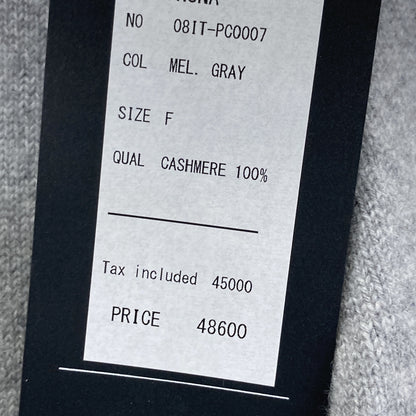 NO 08IT-PC0007
COL MEL. GRAY
SIZE F
QUAL CASHMERE 100%
Tax included 45000
PRICE 48600